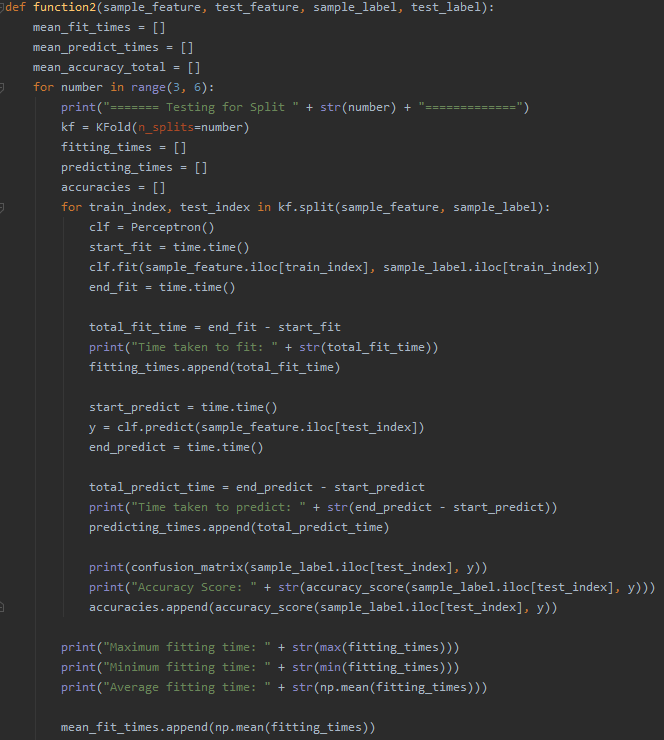 def function2(sample_feature, test_feature, sample_label, test_label):
    mean_fit_times = []
    mean_predict_times = []
    mean_accuracy_total = []
    for number in range(3, 6):
        print("======= Testing for Split " + str(number) + "=============")
        kf = KFold(n_splits=number)
        fitting_times = []
        predicting_times = []
        accuracies = []
        for train_index, test_index in kf.split(sample_feature, sample_label):
            clf = Perceptron()
            start_fit = time.time()
            clf.fit(sample_feature.iloc[train_index], sample_label.iloc[train_index])
            end_fit = time.time()

            total_fit_time = end_fit - start_fit
            print("Time taken to fit: " + str(total_fit_time))
            fitting_times.append(total_fit_time)

            start_predict = time.time()
            y = clf.predict(sample_feature.iloc[test_index])
            end_predict = time.time()

            total_predict_time = end_predict - start_predict
            print("Time taken to predict: " + str(end_predict - start_predict))
            predicting_times.append(total_predict_time)

            print(confusion_matrix(sample_label.iloc[test_index], y))
            print("Accuracy Score: " + str(accuracy_score(sample_label.iloc[test_index], y)))
            accuracies.append(accuracy_score(sample_label.iloc[test_index], y))

        print("Maximum fitting time: " + str(max(fitting_times)))
        print("Minimum fitting time: " + str(min(fitting_times)))
        print("Average fitting time: " + str(np.mean(fitting_times)))

        mean_fit_times.append(np.mean(fitting_times))